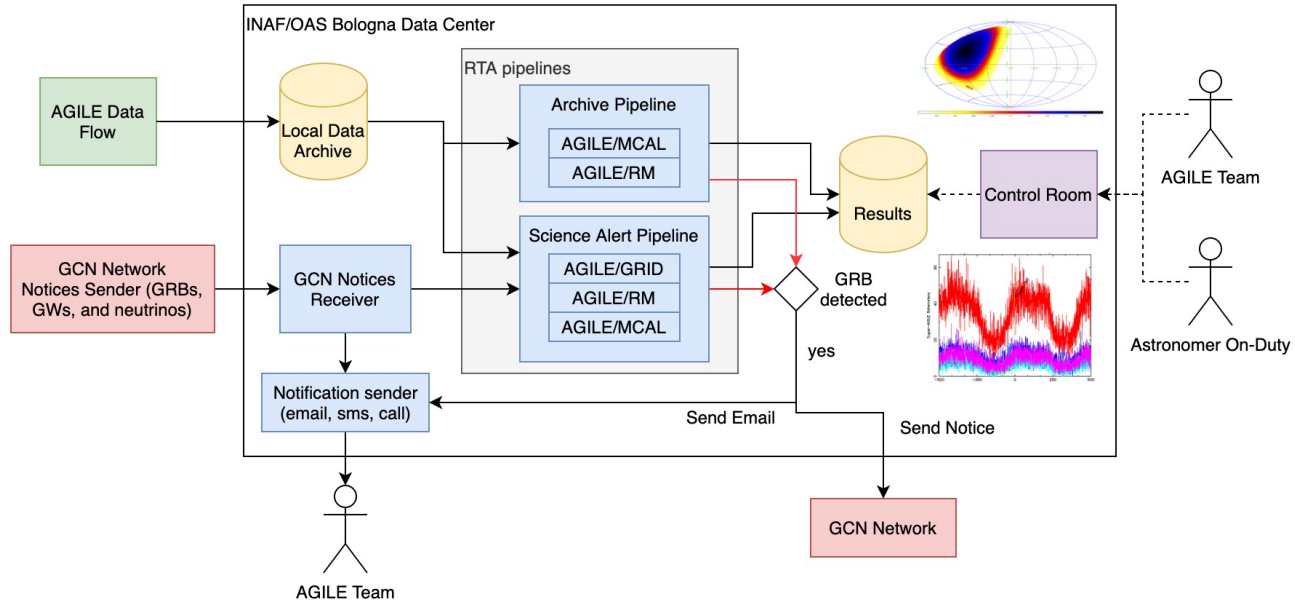 INAF/OAS Bologna Data Center
RTA pipelines
AGILE Data
Flow
Local Data
Archive
Archive Pipeline
AGILE/MCAL
AGILE/RM
Results
Control Room
AGILE Team
GCN Network
Notices Sender (GRBs,
GWs, and neutrinos)
GCN Notices
Receiver
Science Alert Pipeline
AGILE/GRID
AGILE/RM
AGILE/MCAL
GRB
detected
yes
Astronomer On-Duty
Notification sender
(email, sms, call)
Send Email
Send Notice
GCN Network
AGILE Team